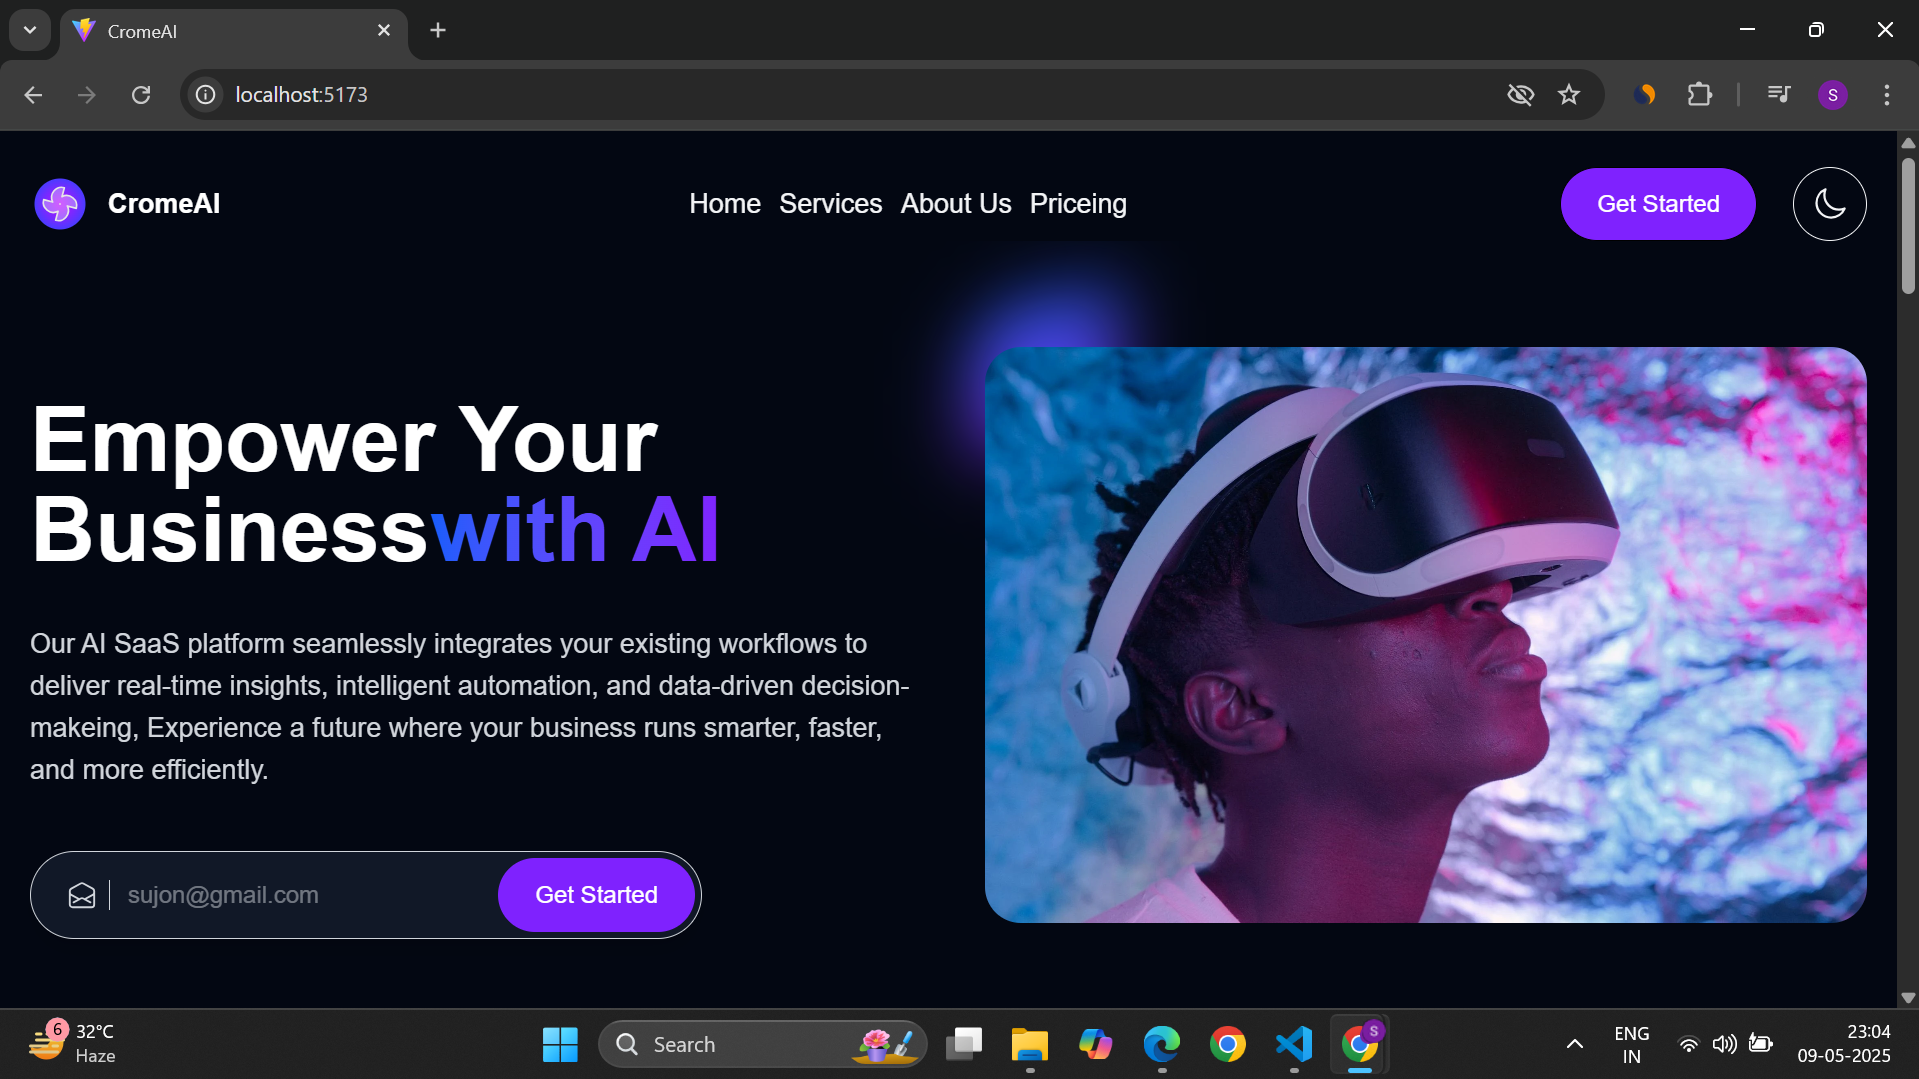 CromeAI
localhost:5173
S
CromeAI
Home Services About Us Priceing
Get Started
Empower Your
Businesswith AI
Our AI SaaS platform seamlessly integrates your existing workflows to
deliver real-time insights, intelligent automation, and data-driven decision-
makeing, Experience a future where your business runs smarter, faster,
and more efficiently.
sujon@gmail.com
Get Started
6
32°C
Haze
Search
S
ENG
IN
23:04
09-05-2025